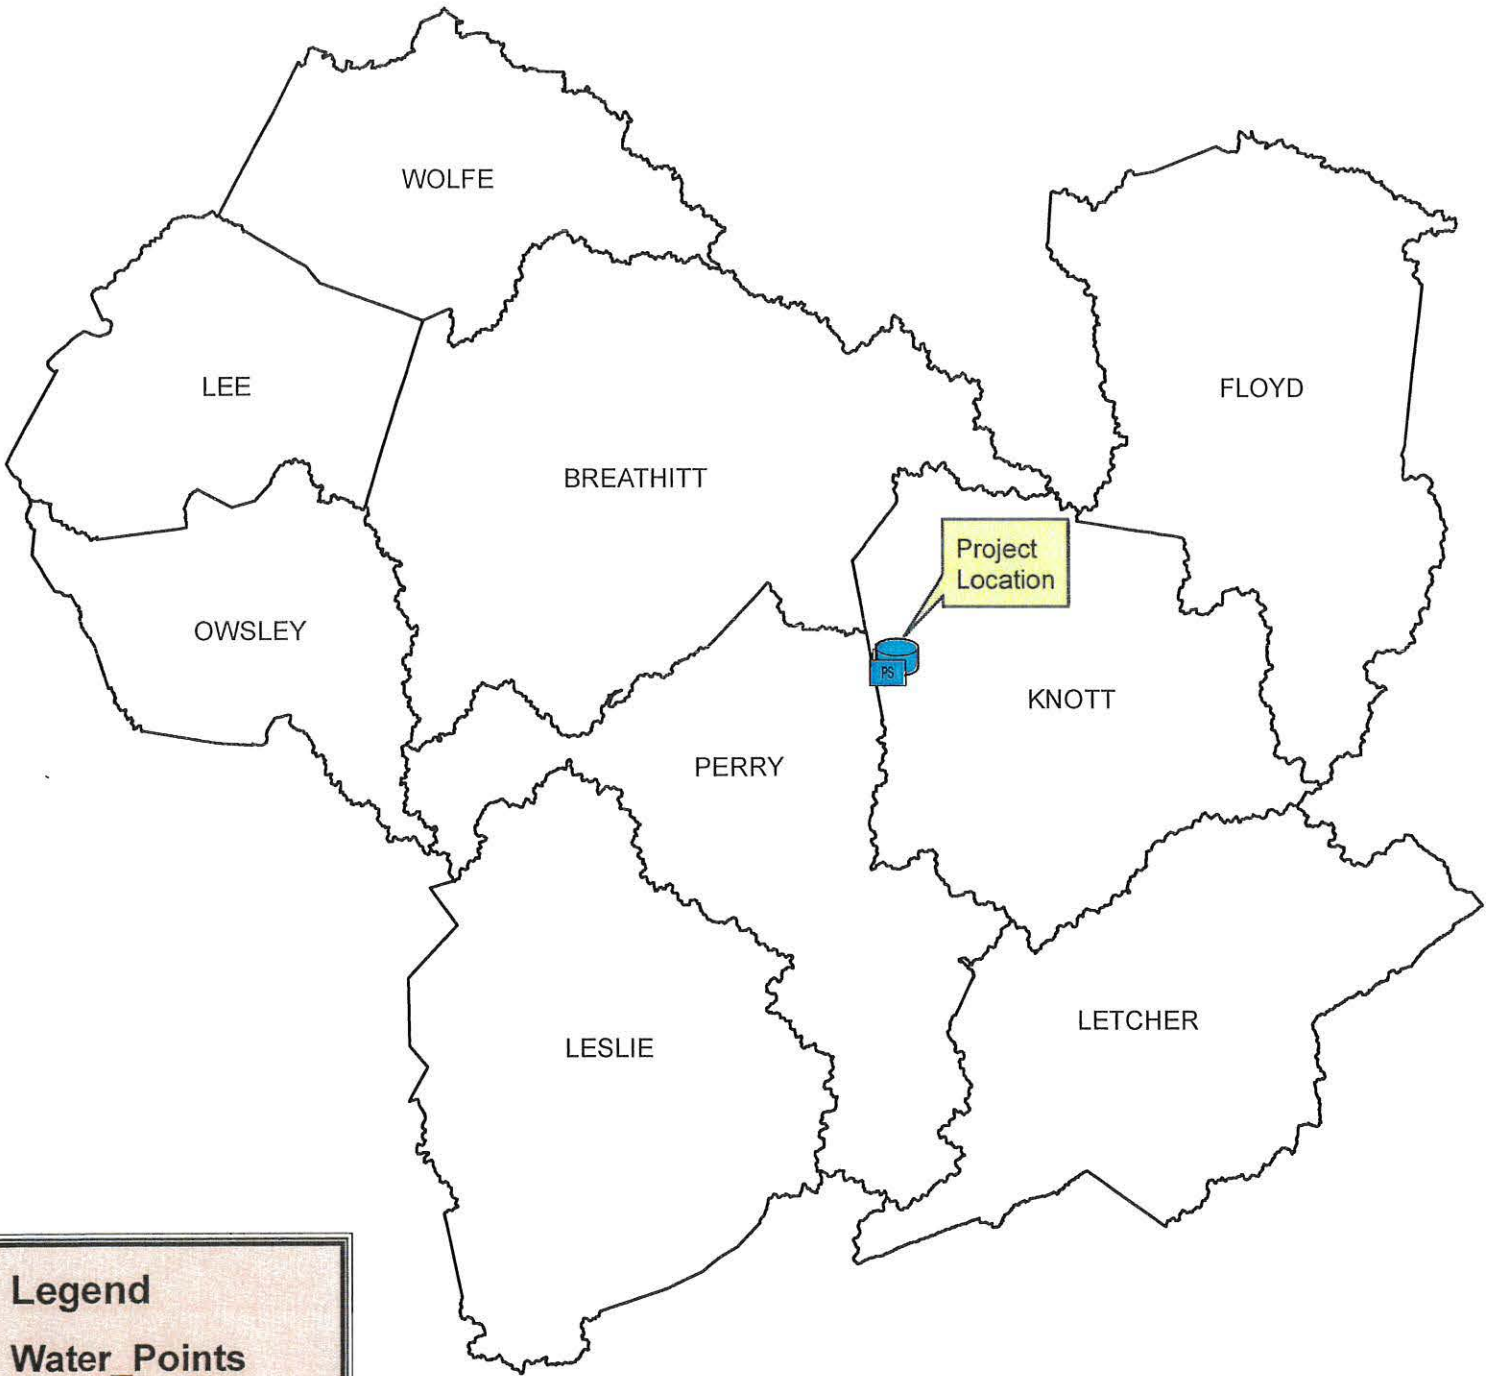 WOLFE
LEE
FLOYD
BREATHITT
Project
Location
OWSLEY
PS
KNOTT
PERRY
LETCHER
LESLIE
Legend
Water_Points